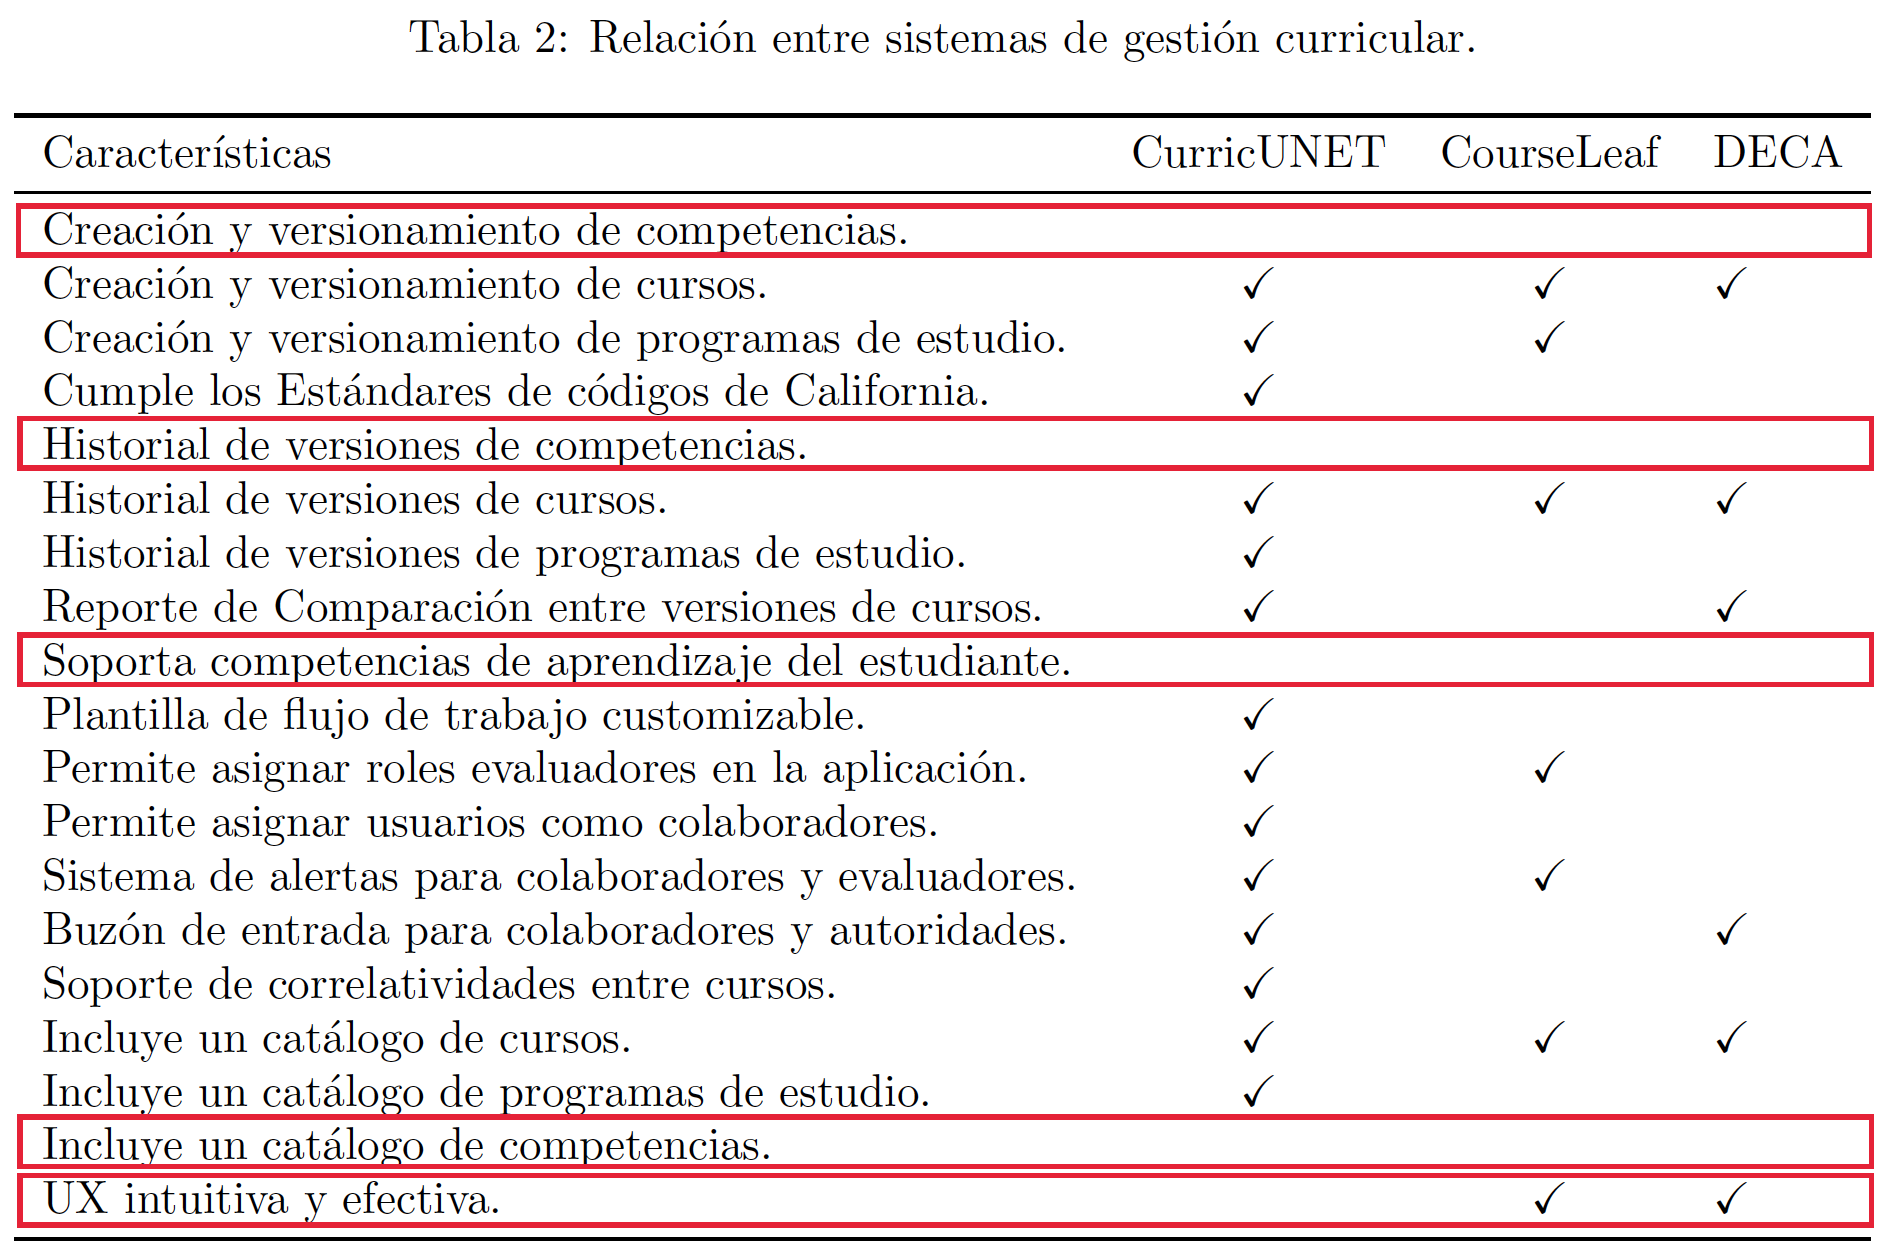 Tabla 2: Relación entre sistemas de gestión curricular.
Características CurricUNET CourseLeaf DECA
Creación y versionamiento de competencias.
Creación y versionamiento de cursos. ✓ ✓ ✓
Creación y versionamiento de programas de estudio. ✓ ✓
Cumple los Estándares de códigos de California. ✓
Historial de versiones de competencias.
Historial de versiones de cursos. ✓ ✓ ✓
Historial de versiones de programas de estudio. ✓
Reporte de Comparación entre versiones de cursos. ✓ ✓
Soporta competencias de aprendizaje del estudiante.
Plantilla de flujo de trabajo customizable. ✓
Permite asignar roles evaluadores en la aplicación. ✓ ✓
Permite asignar usuarios como colaboradores. ✓
Sistema de alertas para colaboradores y evaluadores. ✓ ✓
Buzón de entrada para colaboradores y autoridades. ✓ ✓
Soporte de correlatividades entre cursos. ✓
Incluye un catálogo de cursos. ✓ ✓ ✓
Incluye un catálogo de programas de estudio. ✓
Incluye un catálogo de competencias.
UX intuitiva y efectiva. ✓ ✓